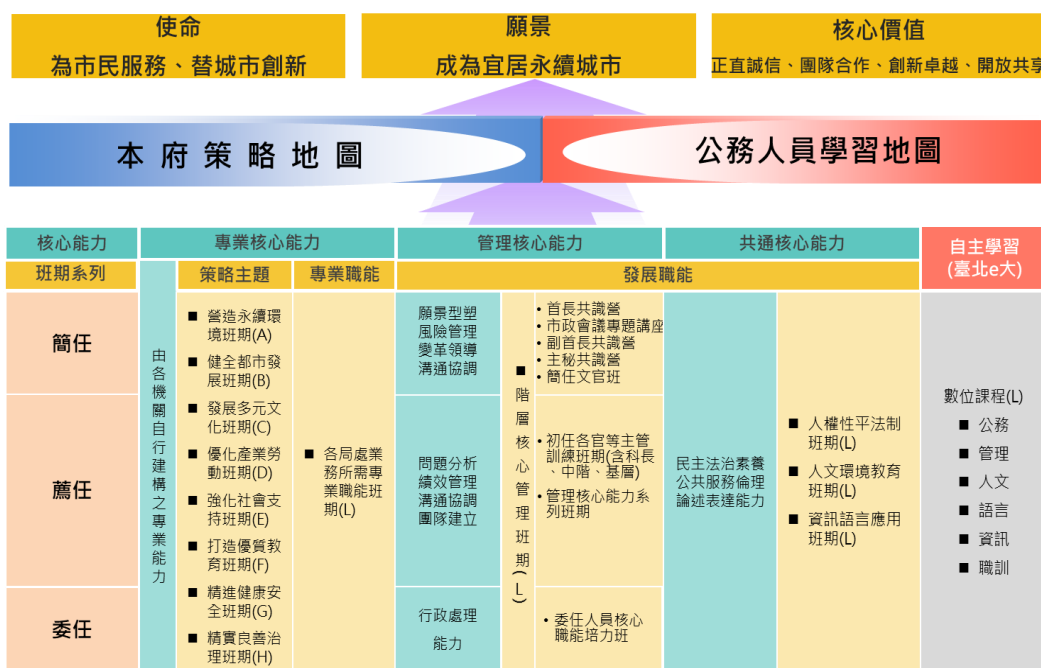 使命
為市民服務、替城市創新
願景
成為宜居永續城市
核心價值
正直誠信、團隊合作、創新卓越、開放共享
本府策略地圖
公務人員學習地圖
核心能力
專業核心能力
管理核心能力
共通核心能力
自主學習
(臺北e大)
班期系列
策略主題
專業職能
發展職能
簡任
薦任
委任
由各機關自行建構之專業能力
■ 營造永續環
境班期(A)
■ 健全都市發
展班期(B)
■ 發展多元文
化班期(C)
■ 優化產業勞
動班期(D)
■ 強化社會支
持班期(E)
■ 打造優質教
育班期(F)
■ 精進健康安
全班期(G)
■ 精實良善治
理班期(H)
■ 各局處業
務所需專
業職能班
期(L)
願景型塑
風險管理
變革領導
溝通協調
問題分析
績效管理
溝通協調
團隊建立
行政處理
能力
■ 階層核心管理班期(L)
• 首長共識營
• 市政會議專題講座
• 副首長共識營
• 主秘共識營
• 簡任文官班
• 初任各官等主管
訓練班期(含科長
、中階、基層)
• 管理核心能力系
列班期
• 委任人員核心
職能培力班
民主法治素養
公共服務倫理
論述表達能力
■ 人權性平法制
班期(L)
■ 人文環境教育
班期(L)
■ 資訊語言應用
班期(L)
數位課程(L)
■ 公務
■ 管理
■ 人文
■ 語言
■ 資訊
■ 職訓